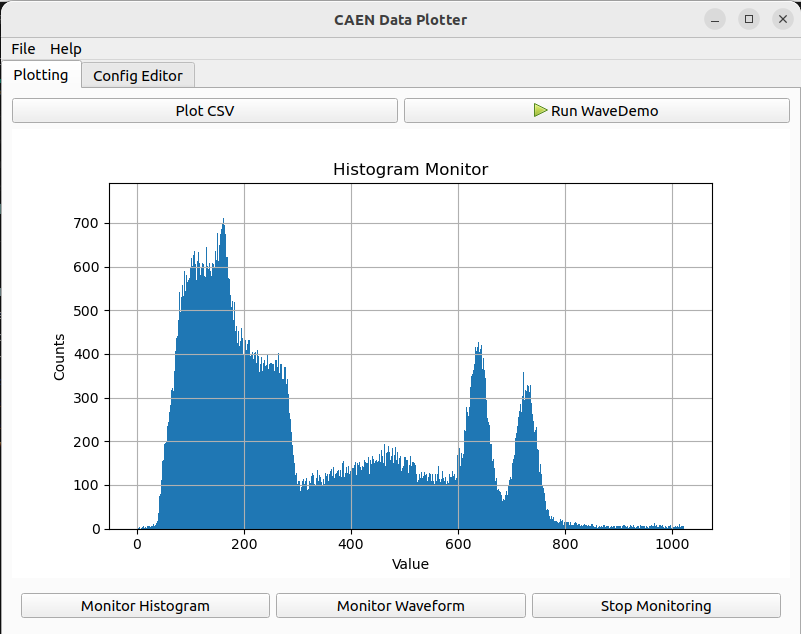 CAEN Data Plotter
File Help
Plotting Config Editor
Plot CSV Run WaveDemo
Histogram Monitor
700
600
500
400
300
200
100
0
Counts
0 200 400 600 800 1000
Value
Monitor Histogram Monitor Waveform Stop Monitoring